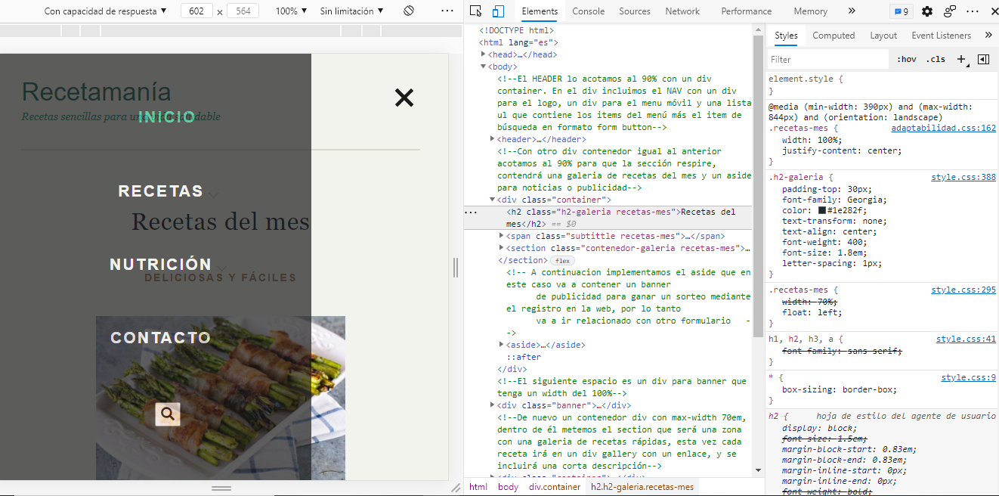 Con capacidad de respuesta ▼ 602 × 564 100% ▼ Sin limitación ▼ ···
Elements Console Sources Network Performance Memory » 9 ···
Recetamanía
Recetas sencillas para una vida saludable
INICIO
RECETAS
Recetas del mes
NUTRICIÓN
DELICIOSAS Y FÁCILES
CONTACTO
<!DOCTYPE html>
<html lang="es">
<head>…</head>
<body>
<!--El HEADER lo acotamos al 90% con un div
container. En el div incluimos el NAV con un div
para el logo, un div para el menu móvil y una lista
ul que contiene los items del menú más el item de
búsqueda en formato form button-->
<header>…</header>
<!--Con otro div contenedor igual al anterior
acotamos al 90% para que la sección respire,
contendrá una galeria de recetas del mes y un aside
para noticias o publicidad-->
<div class="container">
··· <h2 class="h2-galeria recetas-mes">Recetas del
mes</h2> == $0
<span class="subtittle recetas-mes">…</span>
<section class="contenedor-galeria recetas-mes">…
</section> flex
<!-- A continuacion implementamos el aside que en
este caso va a contener un banner
de publicidad para ganar un sorteo mediante
el registro en la web, por lo tanto
va a ir relacionado con otro formulario -
->
<aside>…</aside>
::after
</div>
<!--El siguiente espacio es un div para banner que
tenga un width del 100%-->
<div class="banner">…</div>
<!--De nuevo un contenedor div con max-width 70em,
dentro de él metemos el section que será una zona
con una galeria de recetas rápidas, esta vez cada
receta irá en un div gallery con un enlace, y se
incluirá una corta descripción-->
<div class="container">…</div>
html body div.container h2.h2-galeria.recetas-mes
Styles Computed Layout Event Listeners »
Filter :hov .cls +
element.style {
}
@media (min-width: 390px) and (max-width:
844px) and (orientation: landscape)
.recetas-mes { adaptabilidad.css:162
width: 100%;
justify-content: center;
}
.h2-galeria { style.css:388
padding-top: 30px;
font-family: Georgia;
color: #1e282f;
text-transform: none;
text-align: center;
font-weight: 400;
font-size: 1.8em;
letter-spacing: 1px;
}
.recetas-mes { style.css:295
width: 70%;
float: left;
}
h1, h2, h3, a { style.css:41
font-family: sans-serif;
}
* { style.css:9
box-sizing: border-box;
}
h2 { hoja de estilo del agente de usuario
display: block;
font-size: 1.5em;
margin-block-start: 0.83em;
margin-block-end: 0.83em;
margin-inline-start: 0px;
margin-inline-end: 0px;
font-weight: bold;